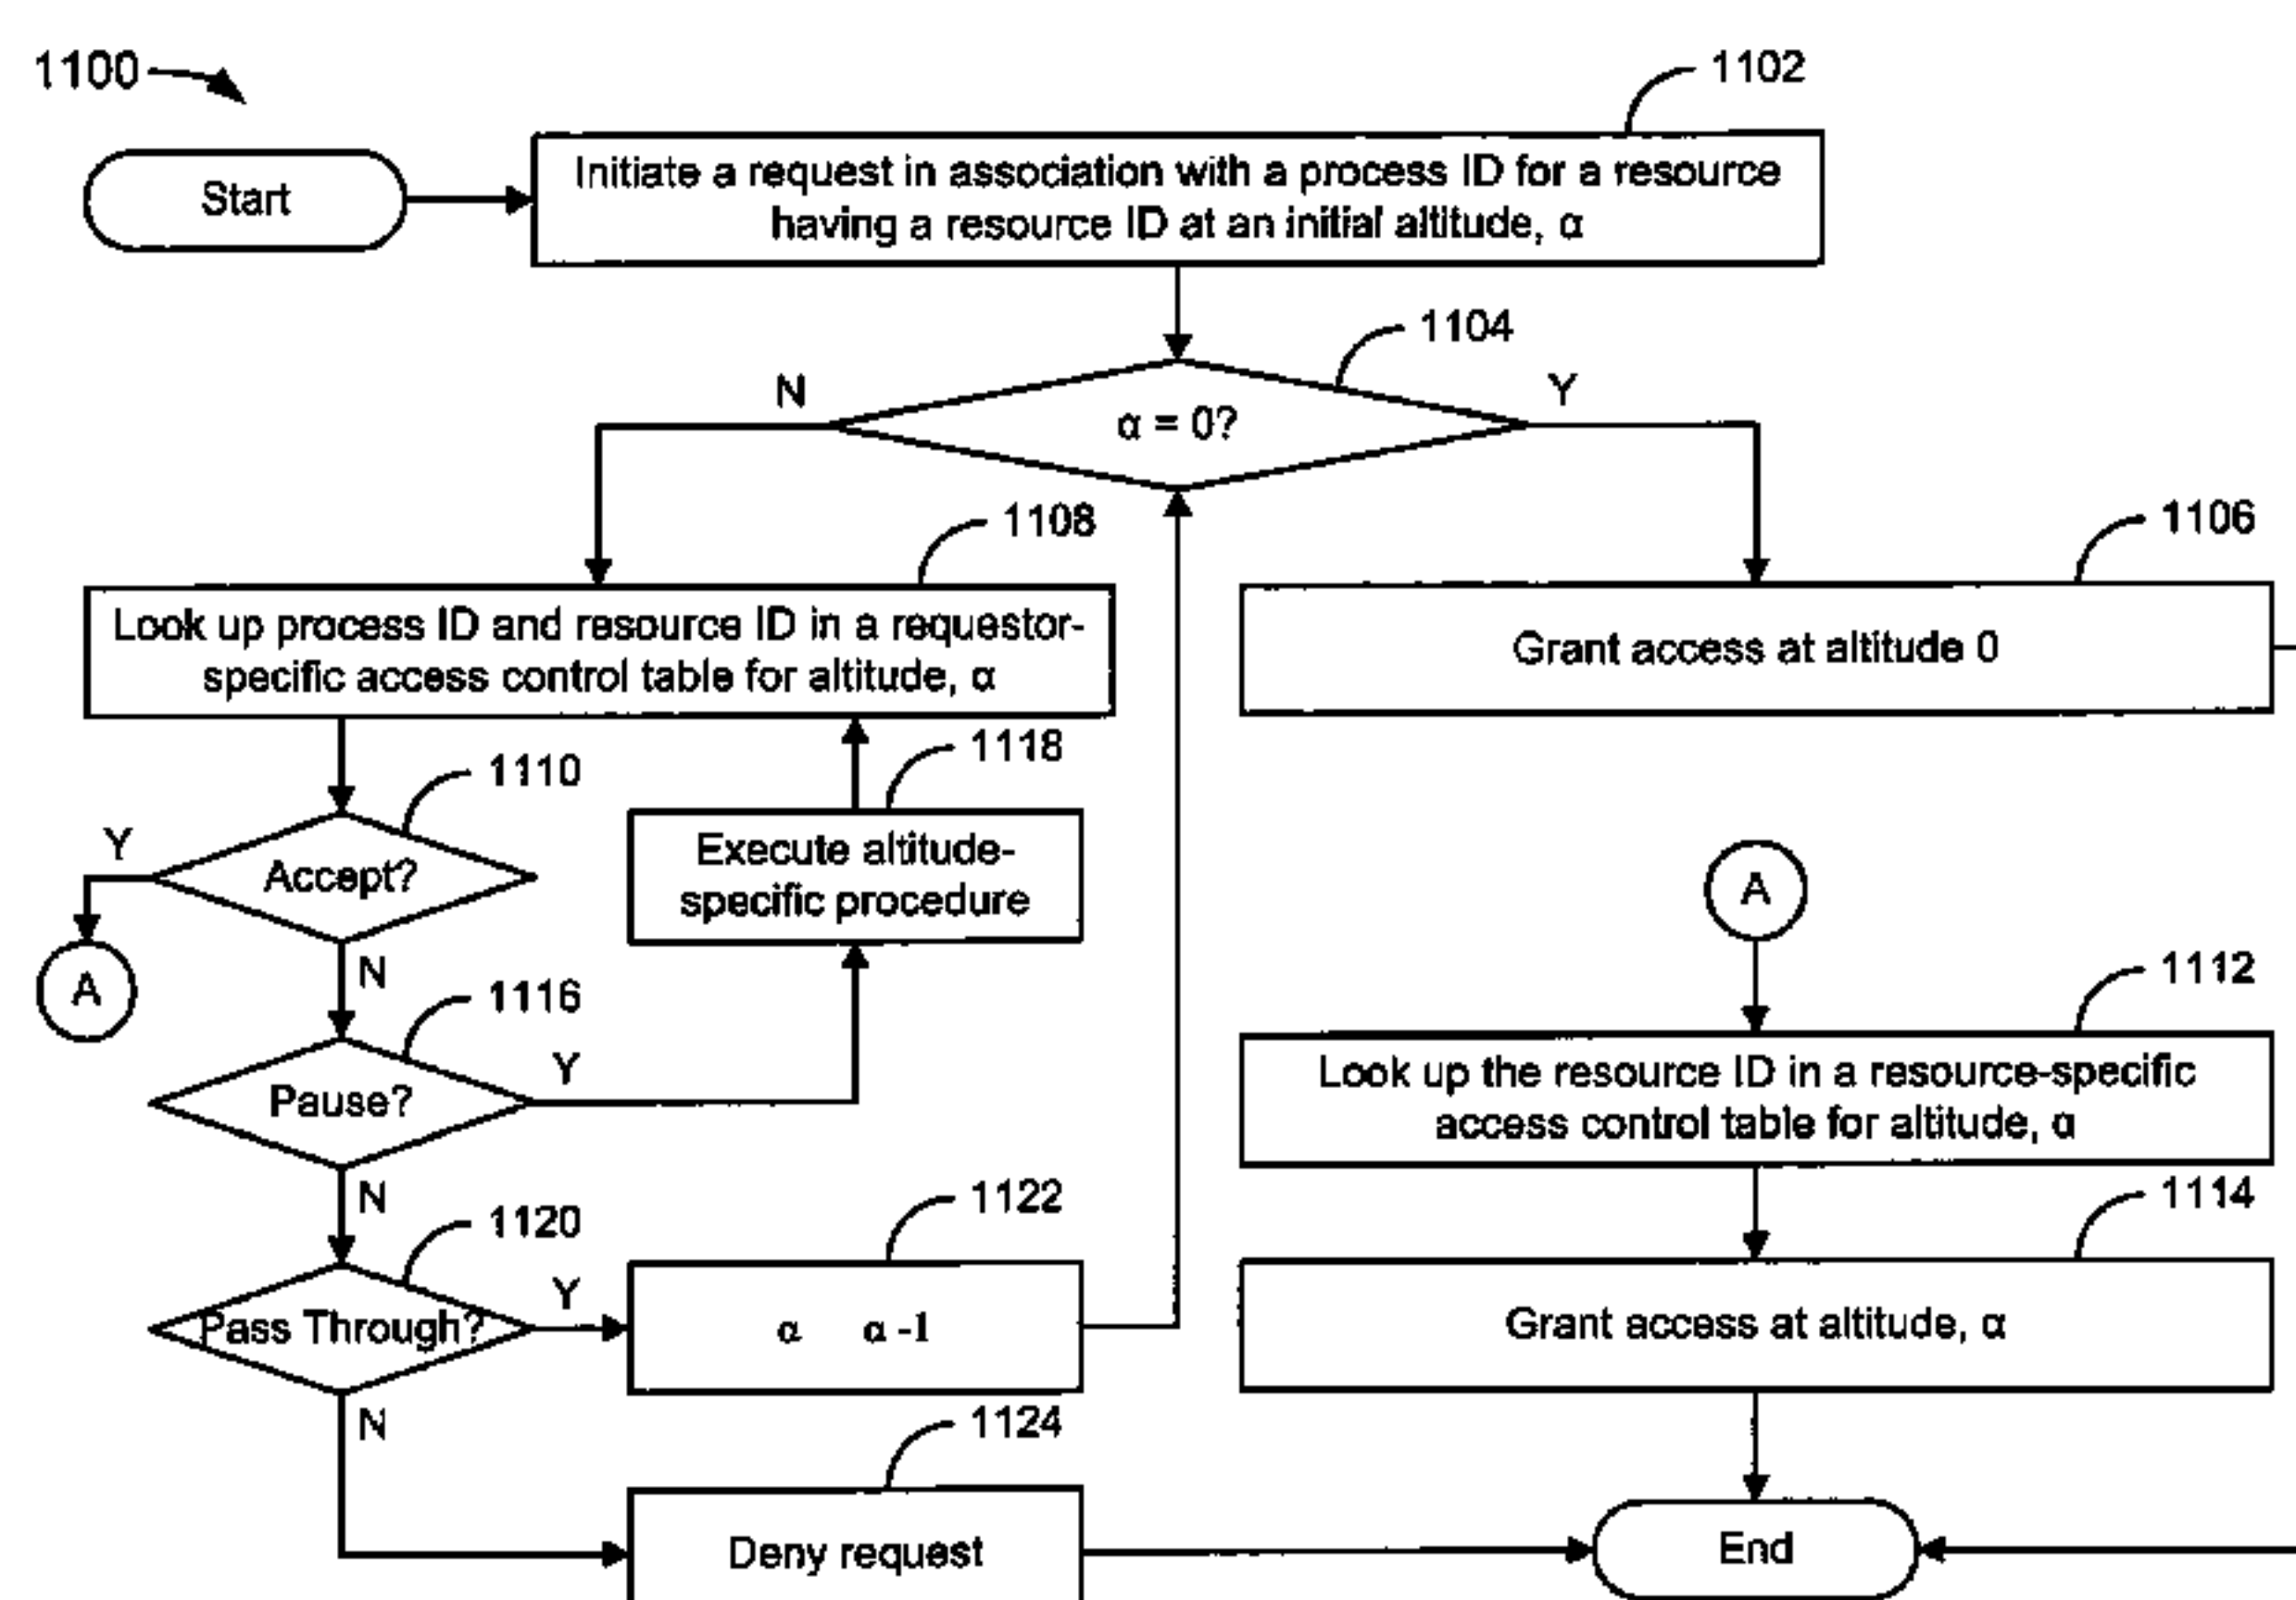 1100
1102
Start
Initiate a request in association with a process ID for a resource
having a resource ID at an initial altitude, α
1104
N
Y
α = 0?
1108
1106
Look up process ID and resource ID in a requestor-
specific access control table for altitude, α
Grant access at altitude 0
1118
1110
Y
Accept?
Execute altitude-
specific procedure
A
A
N
1116
1112
Y
Pause?
Look up the resource ID in a resource-specific
access control table for altitude, α
N
1120
1122
1114
Y
Pass Through?
α α -1
Grant access at altitude, α
N
1124
Deny request
End